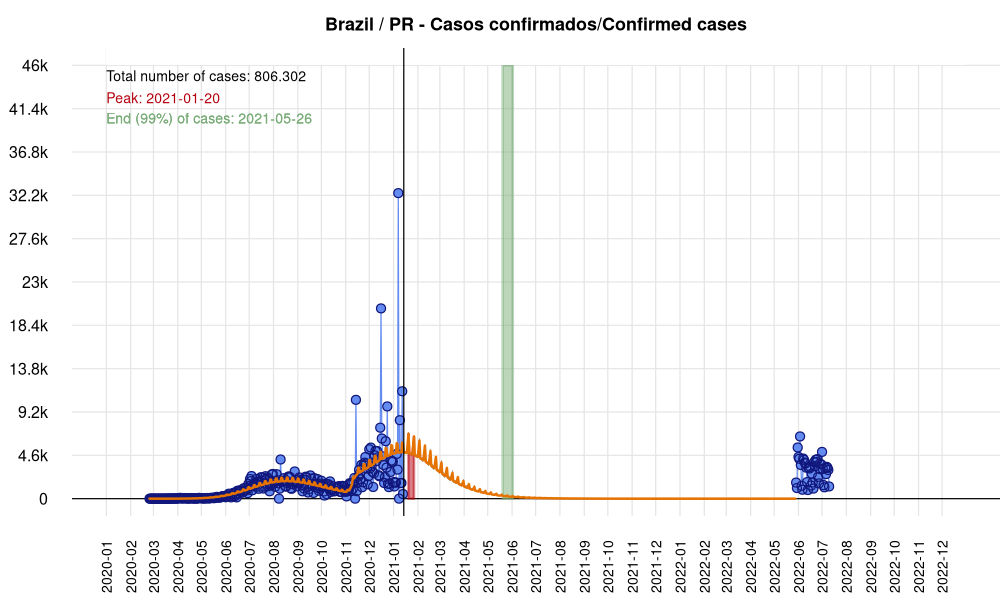 Brazil / PR - Casos confirmados/Confirmed cases
46k
41.4k
36.8k
32.2k
27.6k
23k
18.4k
13.8k
9.2k
4.6k
0
Total number of cases: 806.302
Peak: 2021-01-20
End (99%) of cases: 2021-05-26
2020-01
2020-02
2020-03
2020-04
2020-05
2020-06
2020-07
2020-08
2020-09
2020-10
2020-11
2020-12
2021-01
2021-02
2021-03
2021-04
2021-05
2021-06
2021-07
2021-08
2021-09
2021-10
2021-11
2021-12
2022-01
2022-02
2022-03
2022-04
2022-05
2022-06
2022-07
2022-08
2022-09
2022-10
2022-11
2022-12